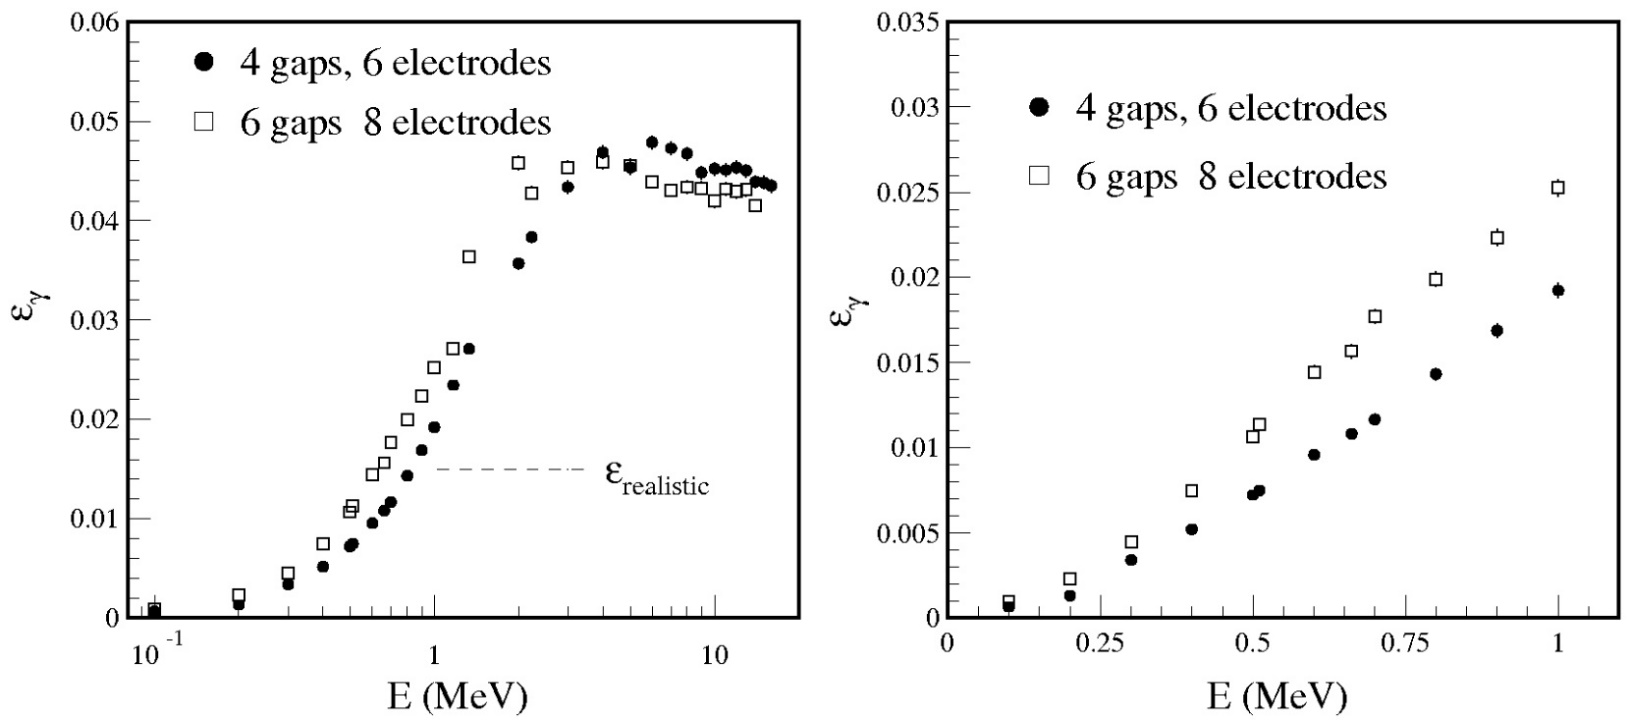 0.06
0.05
0.04
0.03
0.02
0.01
0
4 gaps, 6 electrodes
6 gaps 8 electrodes
εγ
εrealistic
10-1
1
10
E (MeV)
0.035
0.03
0.025
0.02
0.015
0.01
0.005
0
4 gaps, 6 electrodes
6 gaps 8 electrodes
εγ
0
0.25
0.5
0.75
1
E (MeV)